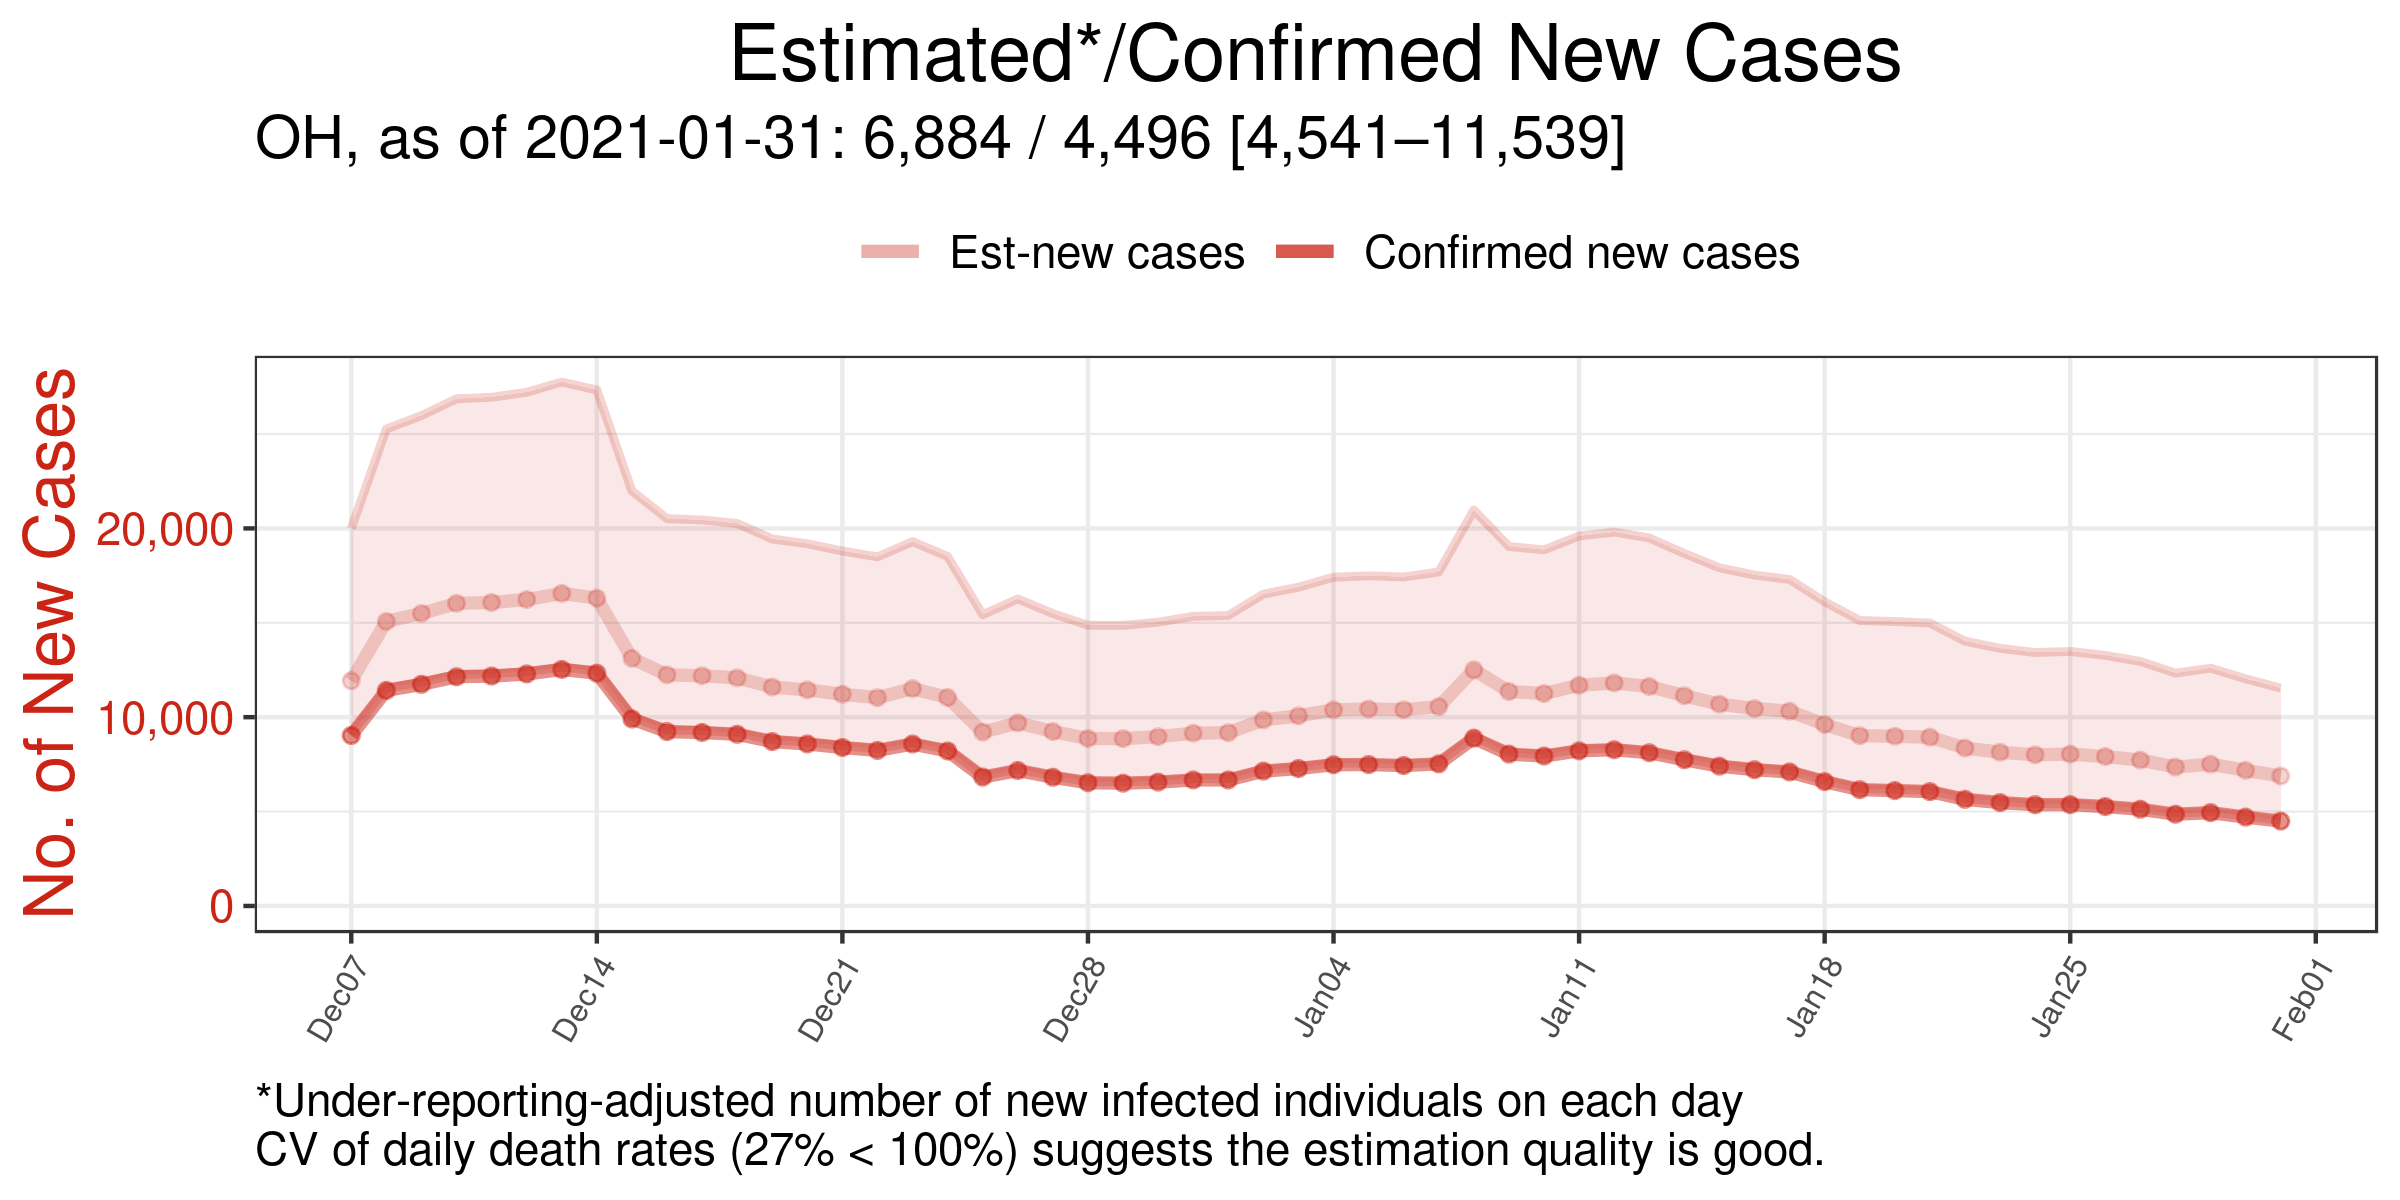 Estimated*/Confirmed New Cases
OH, as of 2021-01-31: 6,884 / 4,496 [4,541–11,539]
Est-new cases
Confirmed new cases
No. of New Cases
20,000
10,000
0
Dec07
Dec14
Dec21
Dec28
Jan04
Jan11
Jan18
Jan25
Feb01
*Under-reporting-adjusted number of new infected individuals on each day
CV of daily death rates (27% < 100%) suggests the estimation quality is good.